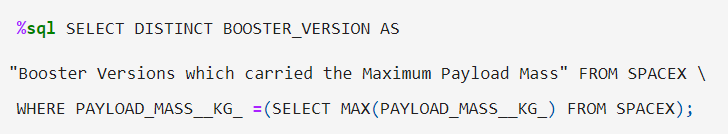 %sql SELECT DISTINCT BOOSTER_VERSION AS
"Booster Versions which carried the Maximum Payload Mass" FROM SPACEX \
WHERE PAYLOAD_MASS__KG_ =(SELECT MAX(PAYLOAD_MASS__KG_) FROM SPACEX);